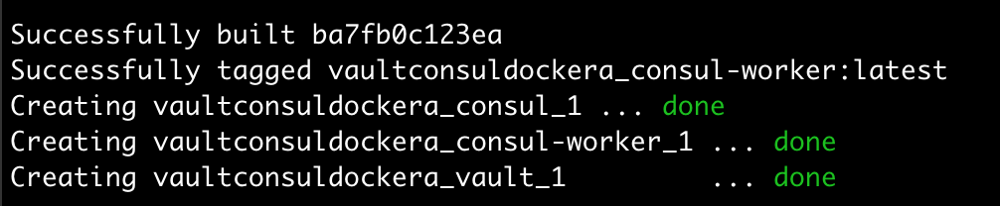 Successfully built ba7fb0c123ea
Successfully tagged vaultconsuldockera_consul-worker:latest
Creating vaultconsuldockera_consul_1 ... done
Creating vaultconsuldockera_consul-worker_1 ... done
Creating vaultconsuldockera_vault_1         ... done